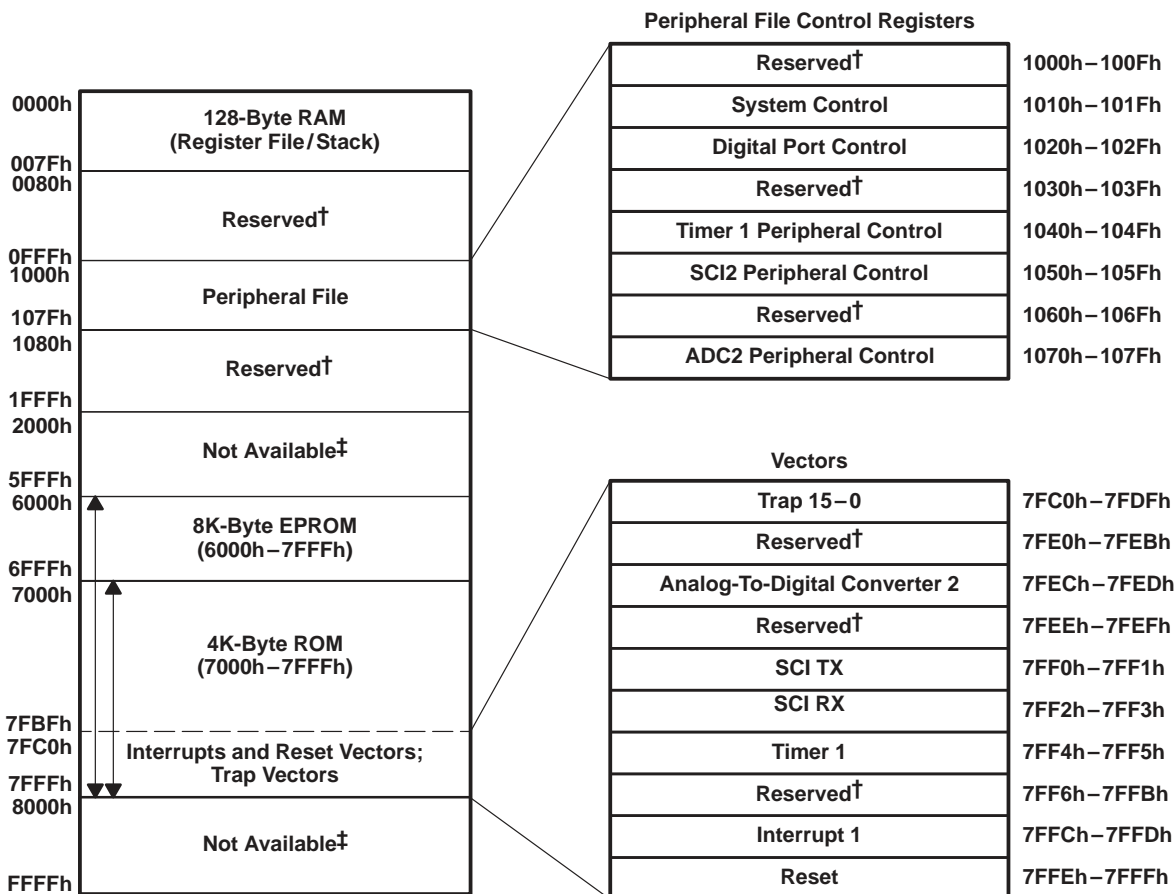 Peripheral File Control Registers
Reserved† 1000h–100Fh
System Control 1010h–101Fh
Digital Port Control 1020h–102Fh
Reserved† 1030h–103Fh
Timer 1 Peripheral Control 1040h–104Fh
SCI2 Peripheral Control 1050h–105Fh
Reserved† 1060h–106Fh
ADC2 Peripheral Control 1070h–107Fh
0000h
128-Byte RAM
(Register File/Stack)
007Fh
0080h
Reserved†
0FFFh
1000h
Peripheral File
107Fh
1080h
Reserved†
1FFFh
2000h
Not Available‡
5FFFh
6000h
8K-Byte EPROM
(6000h–7FFFh)
6FFFh
7000h
4K-Byte ROM
(7000h–7FFFh)
7FBFh
7FC0h
Interrupts and Reset Vectors;
Trap Vectors
7FFFh
8000h
Not Available‡
FFFFh
Vectors
Trap 15–0 7FC0h–7FDFh
Reserved† 7FE0h–7FEBh
Analog-To-Digital Converter 2 7FECh–7FEDh
Reserved† 7FEEh–7FEFh
SCI TX 7FF0h–7FF1h
SCI RX 7FF2h–7FF3h
Timer 1 7FF4h–7FF5h
Reserved† 7FF6h–7FFBh
Interrupt 1 7FFCh–7FFDh
Reset 7FFEh–7FFFh